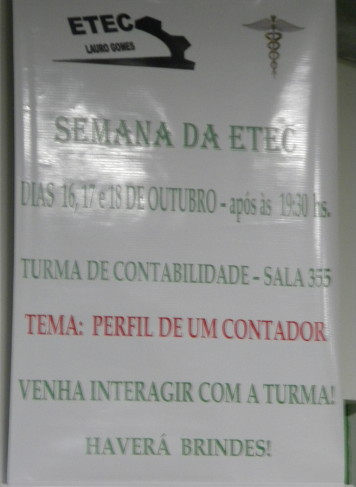 ETEC
LAURO GOMES
SEMANA DA ETEC
DIAS 16, 17 e 18 DE OUTUBRO - após às 19:30 hs.
TURMA DE CONTABILIDADE - SALA 355
TEMA: PERFIL DE UM CONTADOR
VENHA INTERAGIR COM A TURMA!
HAVERÁ BRINDES!